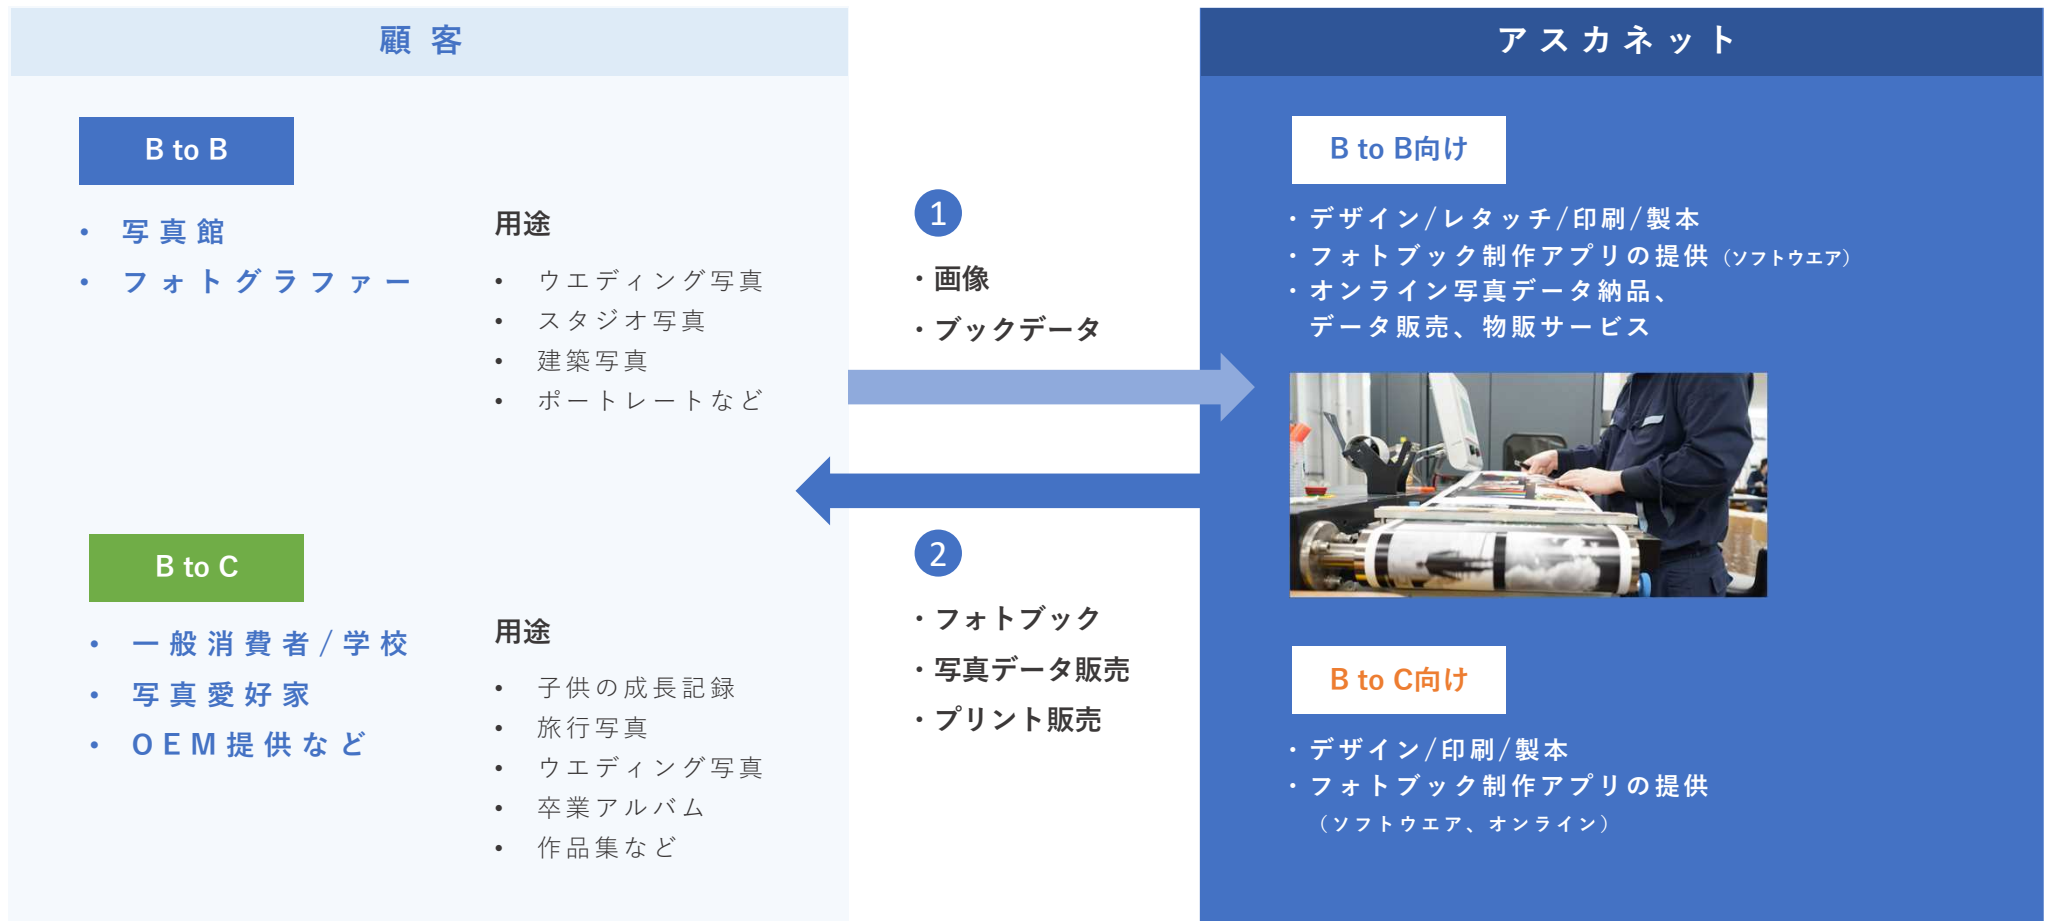 顧客
B to B
• 写真館
• フォトグラファー
用途
• ウエディング写真
• スタジオ写真
• 建築写真
• ポートレートなど
B to C
• 一般消費者/学校
• 写真愛好家
• OEM提供など
用途
• 子供の成長記録
• 旅行写真
• ウエディング写真
• 卒業アルバム
• 作品集など
1
・画像
・ブックデータ
2
・フォトブック
・写真データ販売
・プリント販売
アスカネット
B to B向け
・デザイン/レタッチ/印刷/製本
・フォトブック制作アプリの提供（ソフトウエア）
・オンライン写真データ納品、
データ販売、物販サービス
B to C向け
・デザイン/印刷/製本
・フォトブック制作アプリの提供
（ソフトウエア、オンライン）